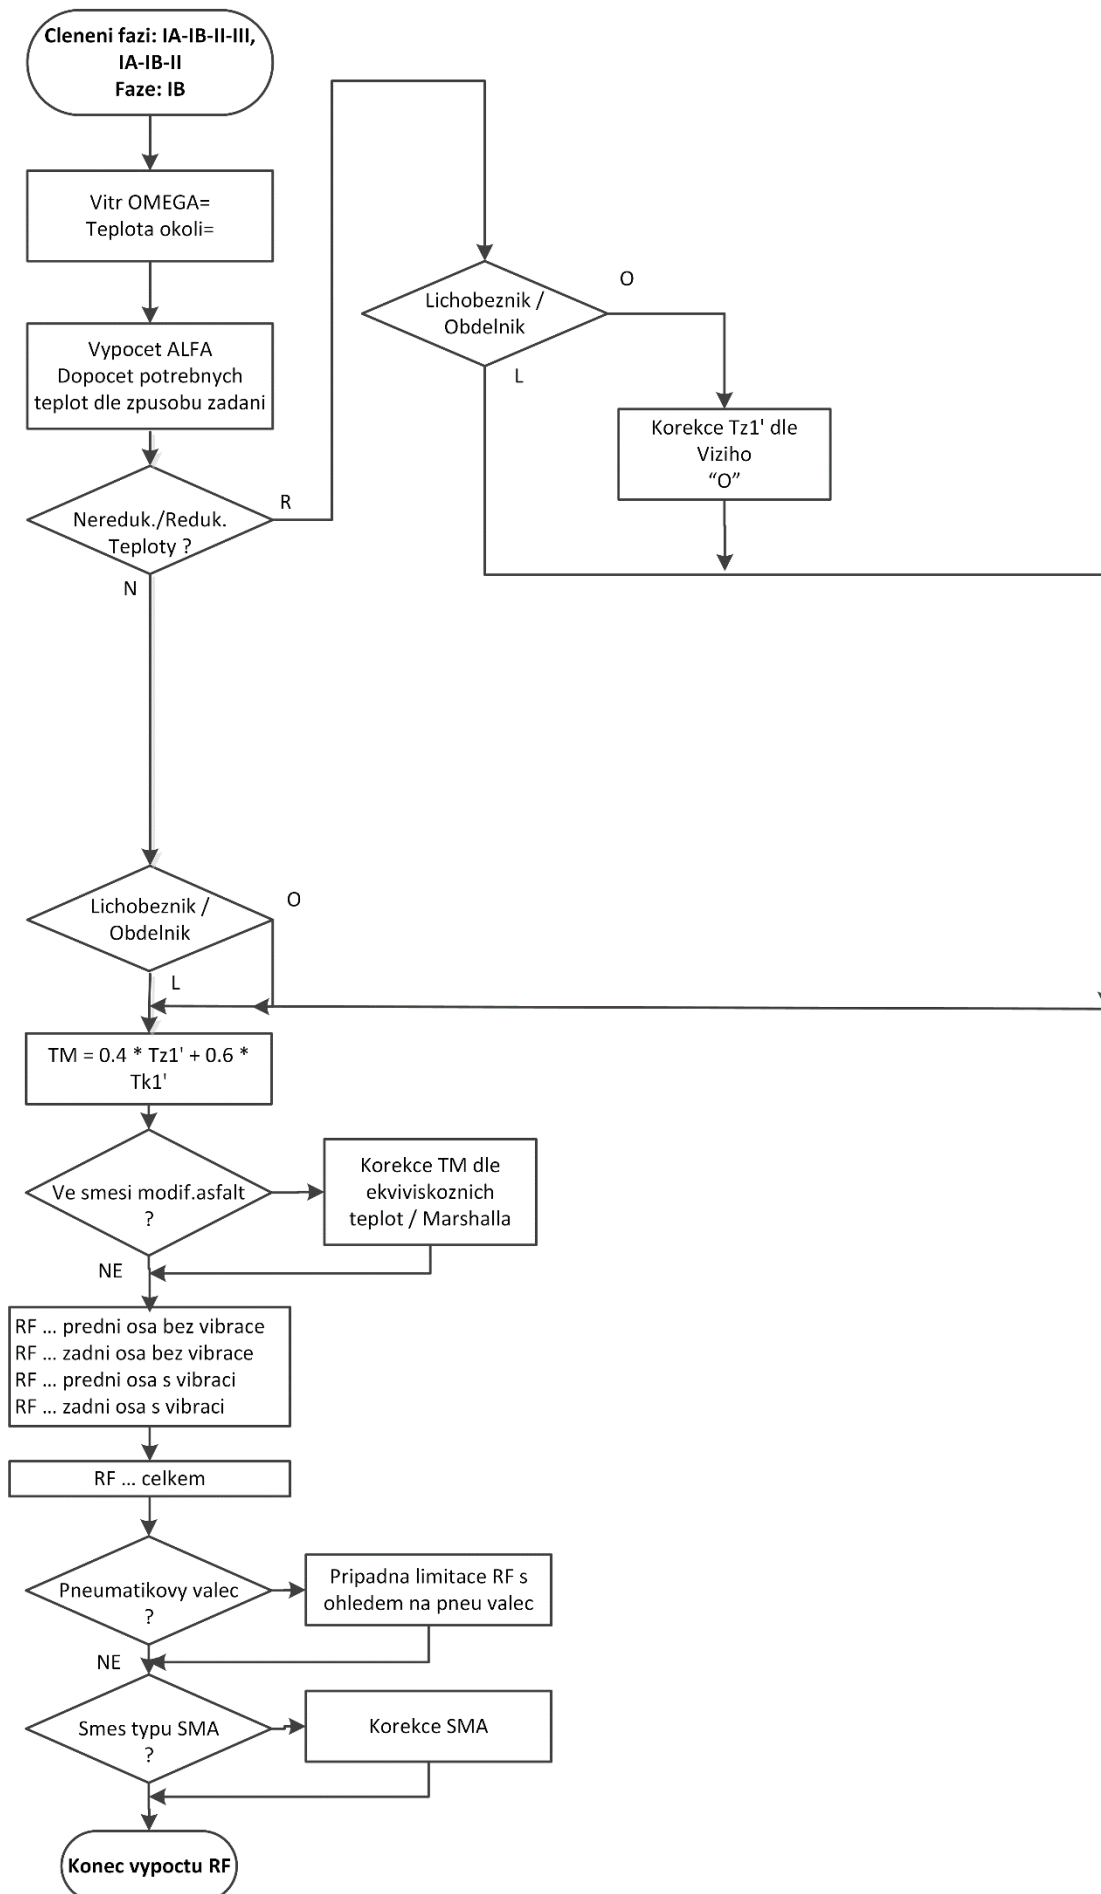 Cleneni fazi: IA-IB-II-III,
IA-IB-II
Faze: IB
Vitr OMEGA=
Teplota okoli=
Vypocet ALFA
Dopocet potrebnych
teplot dle zpusobu zadani
Nereduk./Reduk.
Teploty ?
R
N
Lichobeznik /
Obdelnik
O
L
Korekce Tz1' dle
Viziho
“O”
Lichobeznik /
Obdelnik
O
L
TM = 0.4 * Tz1' + 0.6 *
Tk1'
Ve smesi modif.asfalt
?
Korekce TM dle
ekviviskoznich
teplot / Marshalla
NE
RF ... predni osa bez vibrace
RF ... zadni osa bez vibrace
RF ... predni osa s vibraci
RF ... zadni osa s vibraci
RF ... celkem
Pneumatikovy valec
?
Pripadna limitace RF s
ohledem na pneu valec
NE
Smes typu SMA
?
Korekce SMA
Konec vypoctu RF